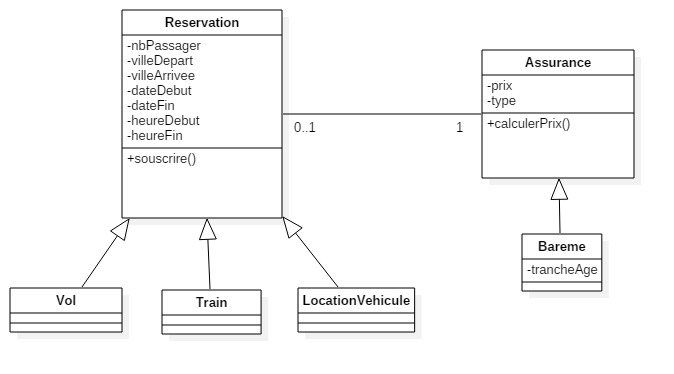 Reservation
-nbPassager
-villeDepart
-villeArrivee
-dateDebut
-dateFin
-heureDebut
-heureFin
+souscrire()
0..1
1
Assurance
-prix
-type
+calculerPrix()
Vol
Train
LocationVehicule
Bareme
-trancheAge